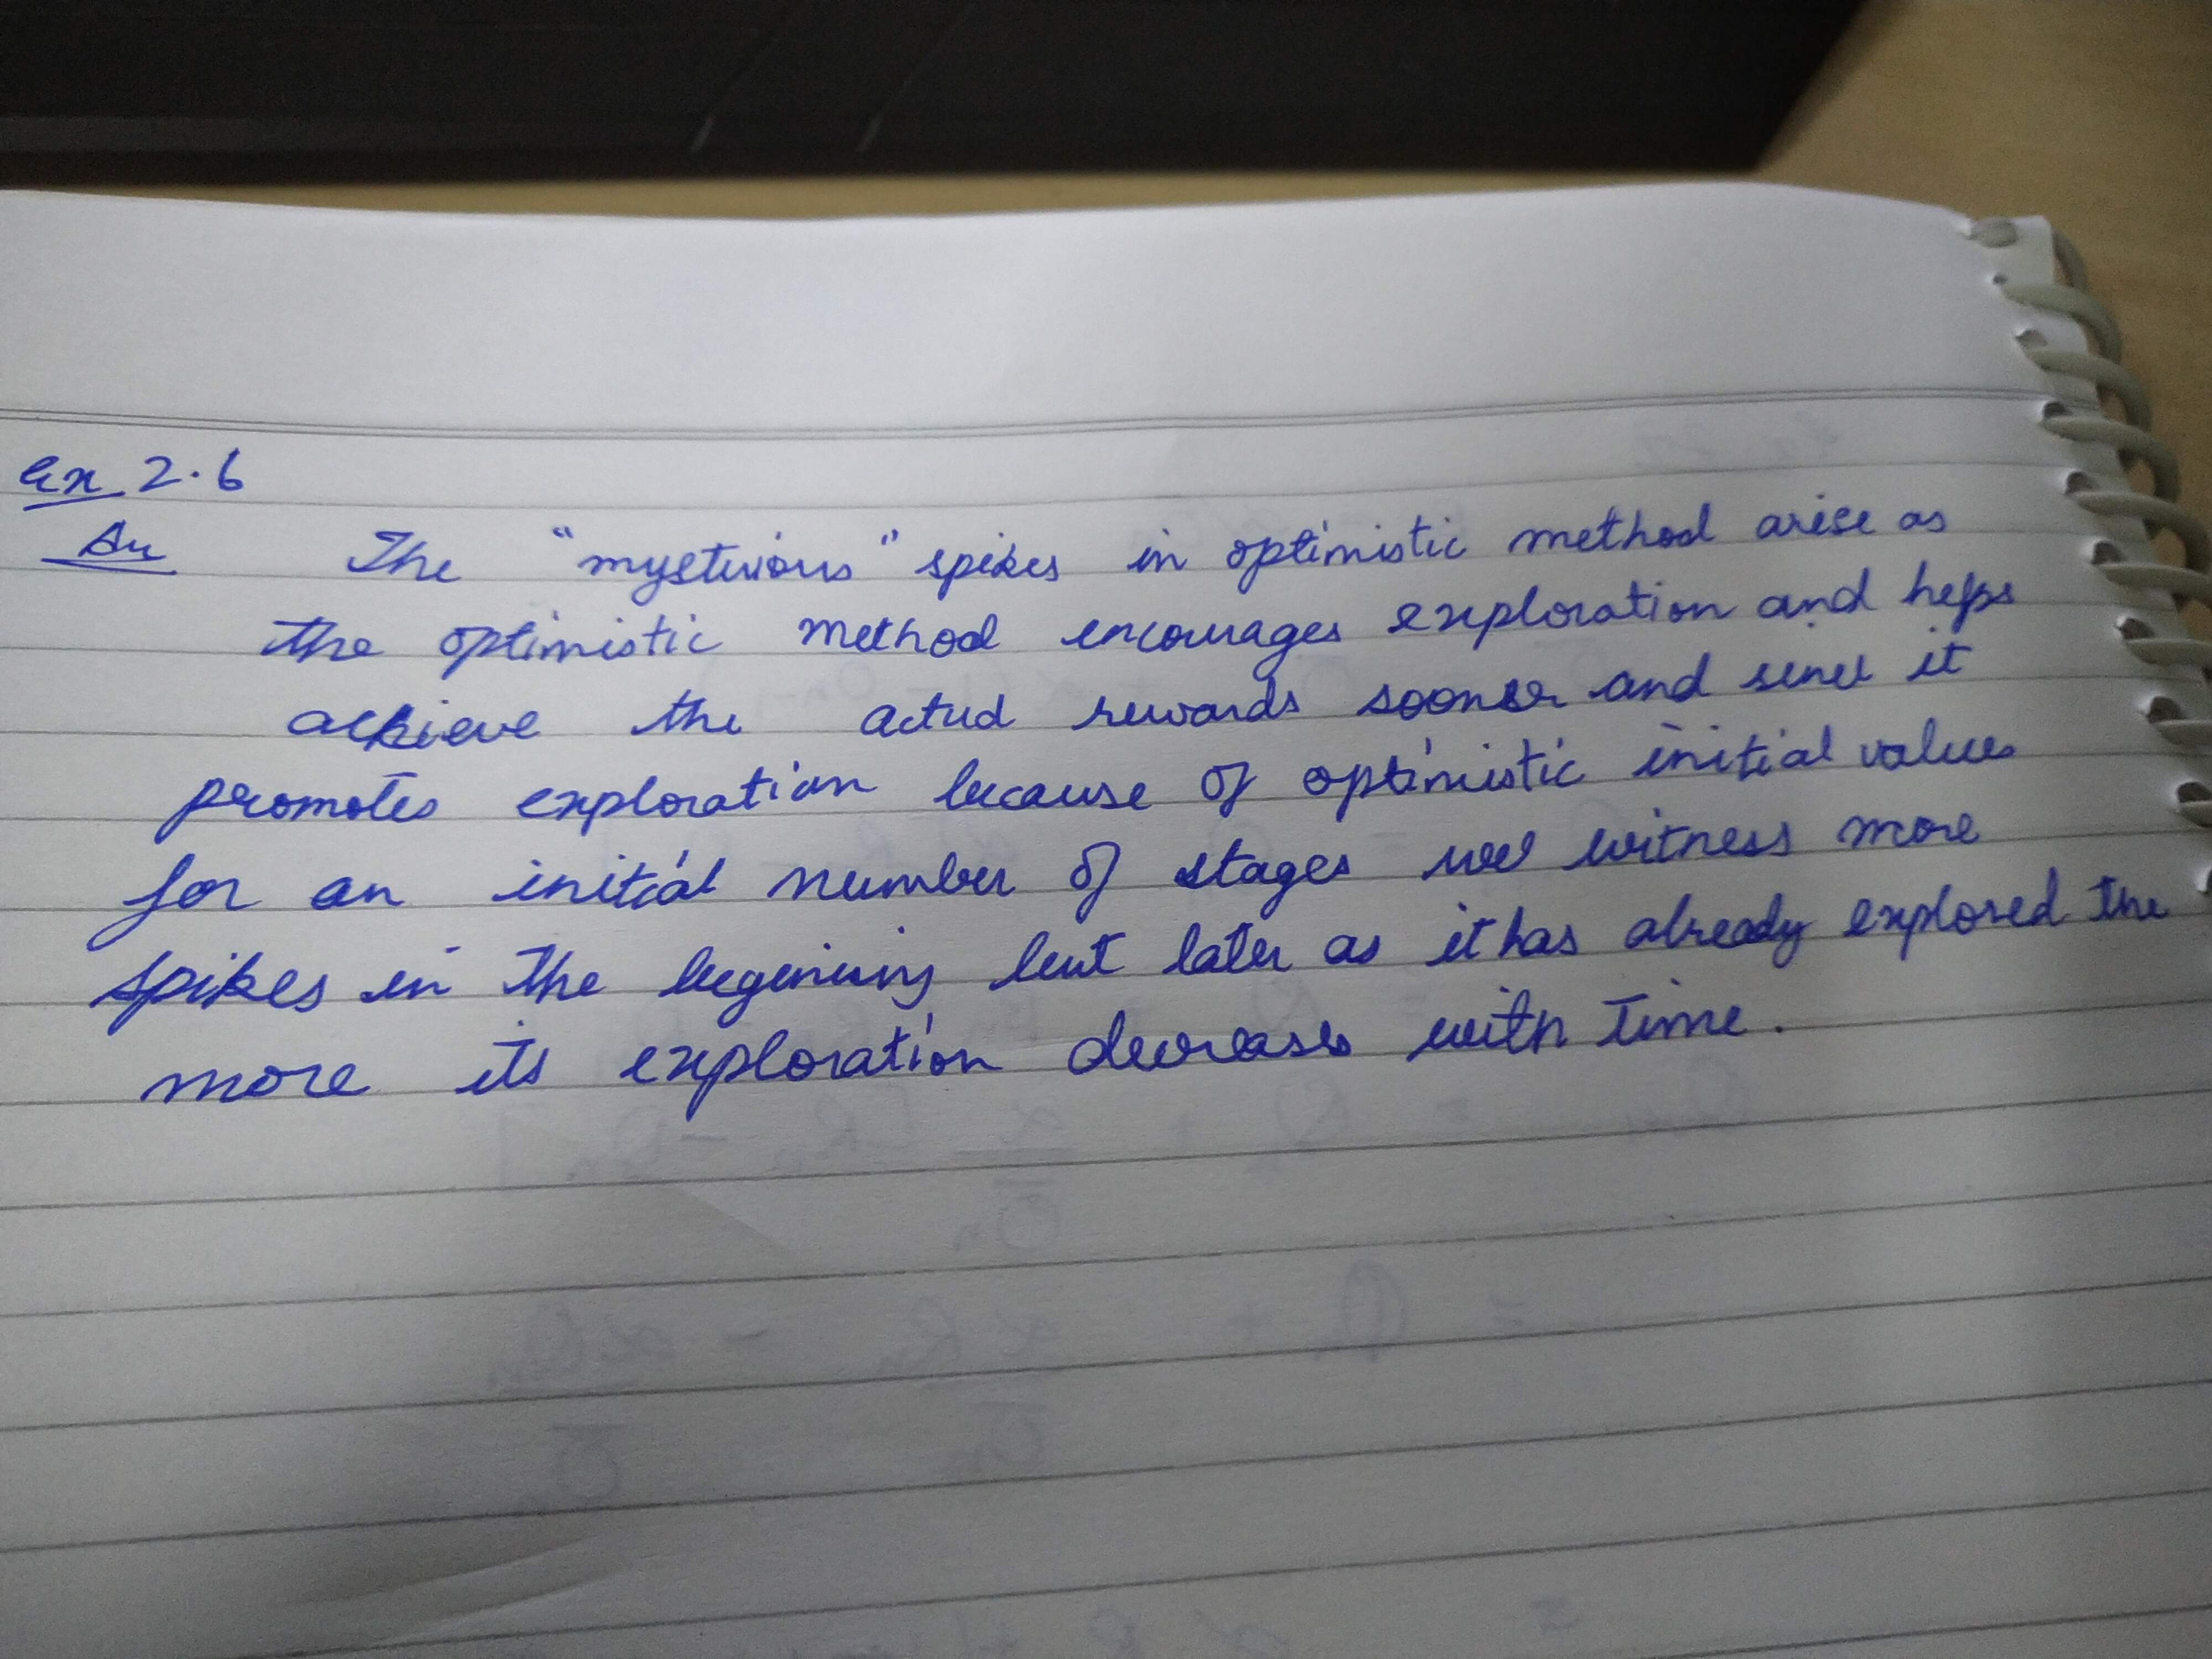 Ex 2.6
Ans The "mysterious" spikes in optimistic method arise as
the optimistic method encourages exploration and helps
achieve the actual rewards sooner and since it
promotes exploration because of optimistic initial values
for an initial number of stages we witness more
spikes in the begining but later as it has already explored the
more its exploration decreases with time.